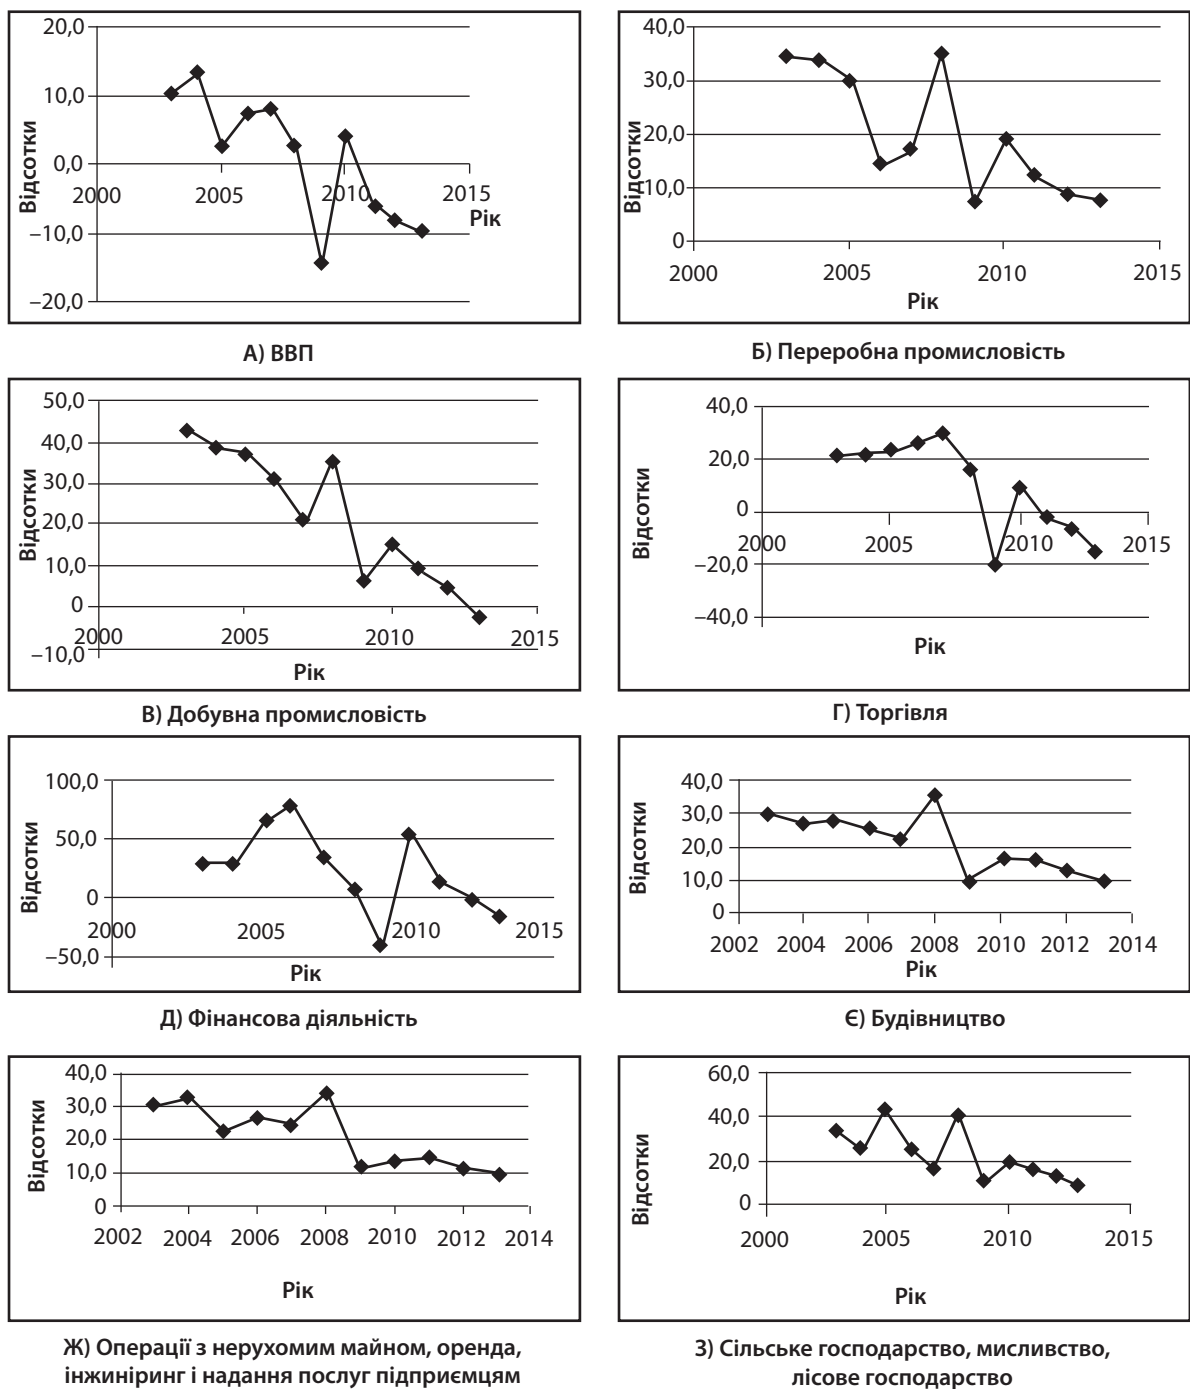 20,0
10,0
0,0
–10,0
–20,0
Відсотки
2000
2005
2010
2015
Рік
А) ВВП
40,0
30,0
20,0
10,0
0
Відсотки
2000
2005
2010
2015
Рік
Б) Переробна промисловість
50,0
40,0
30,0
20,0
10,0
0
–10,0
Відсотки
2000
2005
2010
2015
Рік
В) Добувна промисловість
40,0
20,0
0
–20,0
–40,0
Відсотки
2000
2005
2010
2015
Рік
Г) Торгівля
100,0
50,0
0
–50,0
Відсотки
2000
2005
2010
2015
Рік
Д) Фінансова діяльність
40,0
30,0
20,0
10,0
0
Відсотки
2002 2004 2006 2008 2010 2012 2014
Рік
Є) Будівництво
40,0
30,0
20,0
10,0
0
Відсотки
2002 2004 2006 2008 2010 2012 2014
Рік
Ж) Операції з нерухомим майном, оренда,
інжиніринг і надання послуг підприємцям
60,0
40,0
20,0
0
Відсотки
2000
2005
2010
2015
Рік
З) Сільське господарство, мисливство,
лісове господарство